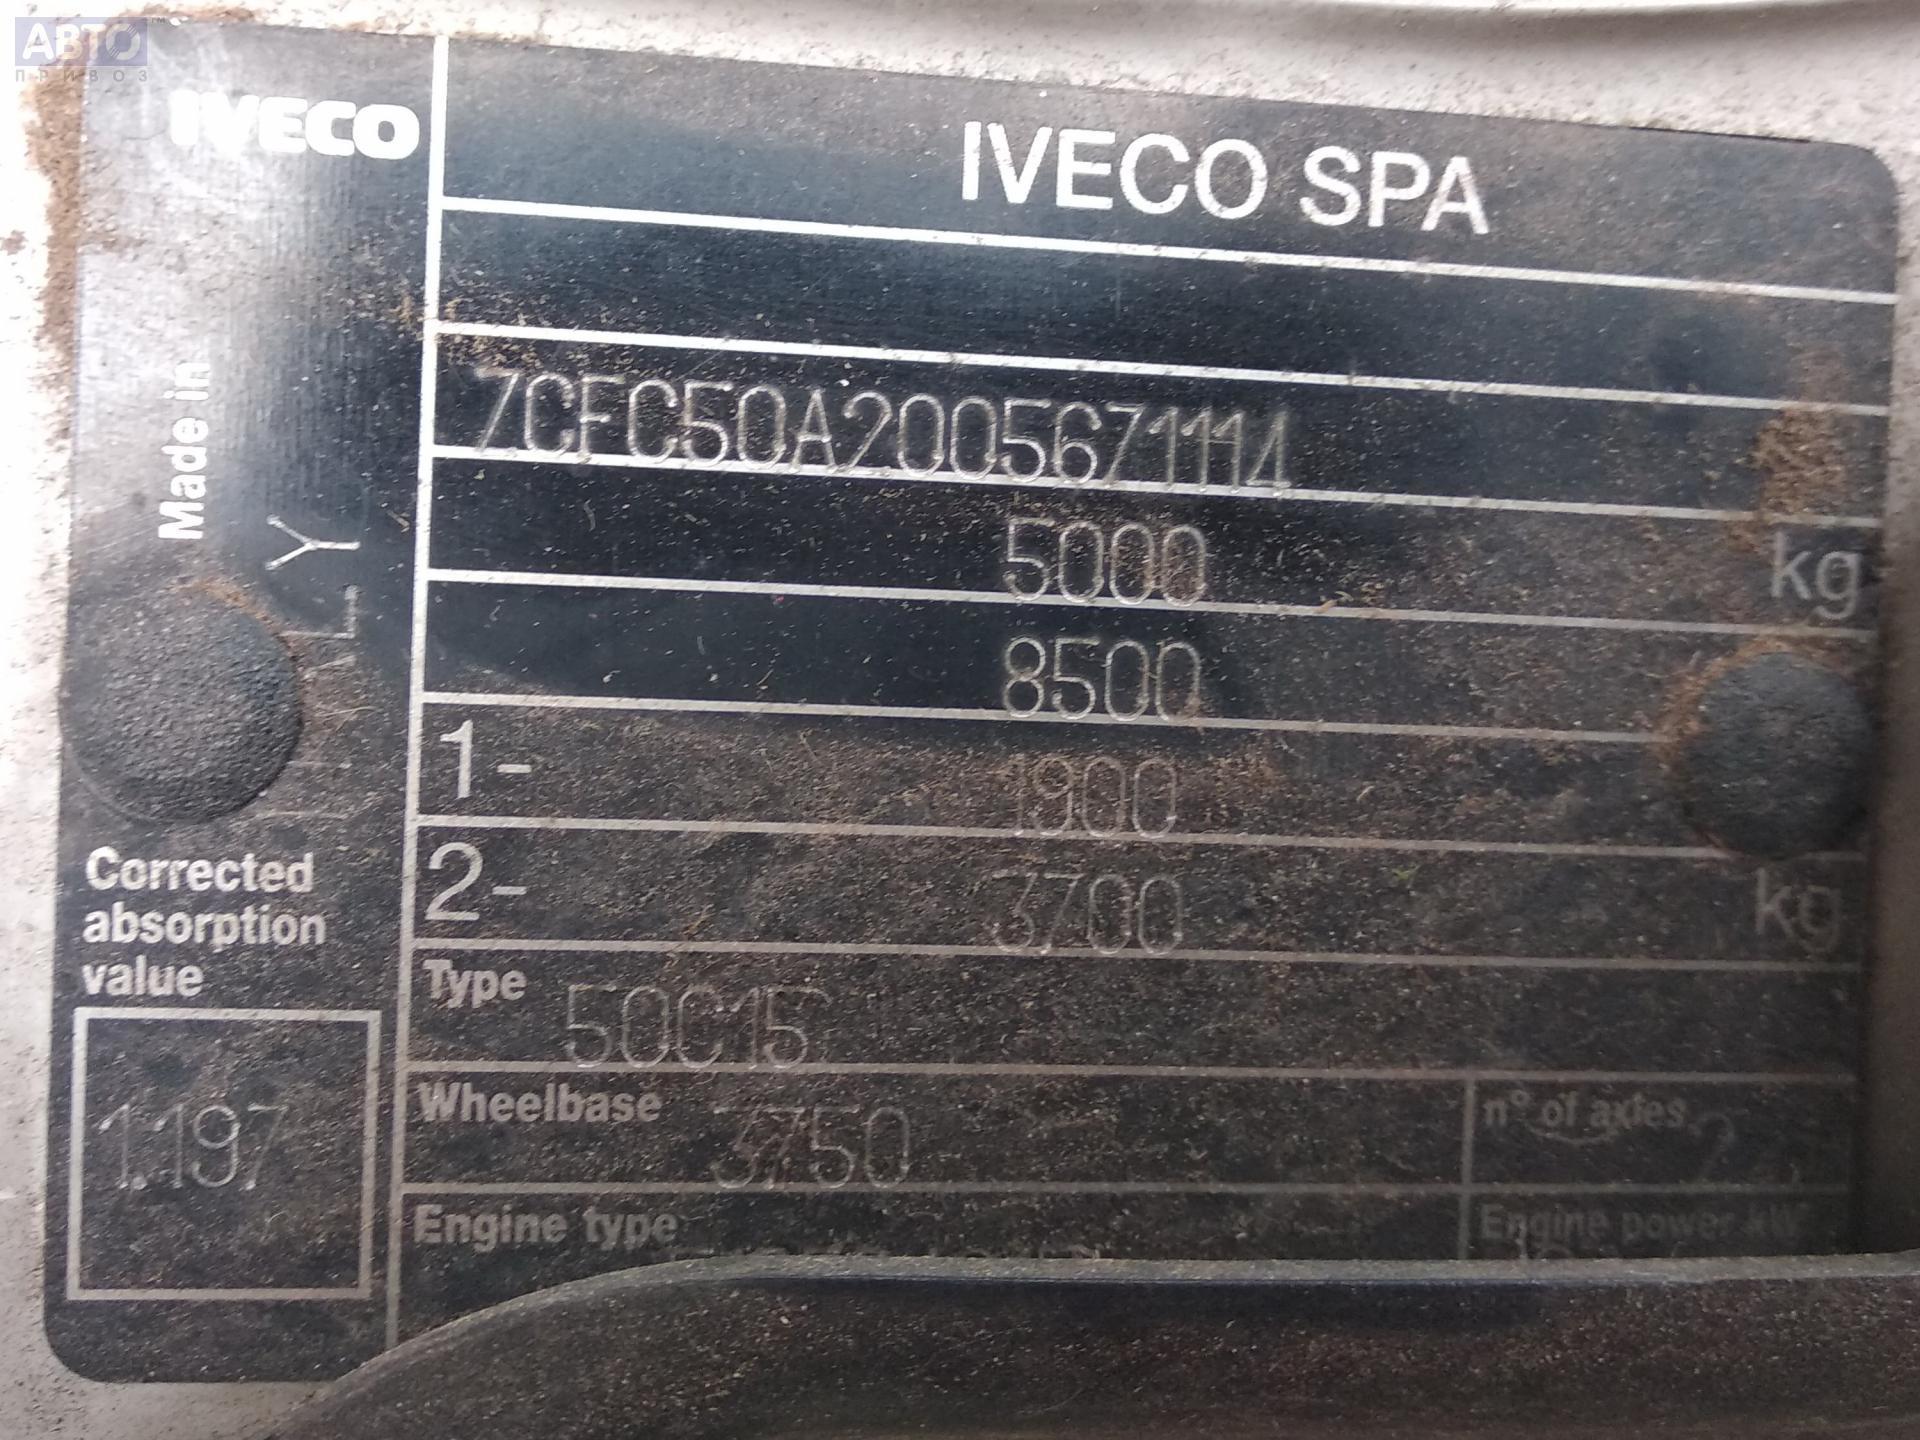 АВТО
ПРИВОЗ
IVECO
IVECO SPA
ZCFC50A2005671114
5000 kg
8500
1- 1900
2- 3700 kg
Made in
LY
Corrected
absorption
value
1.197
Type 50C15
Wheelbase 3750
n° of axles 2
Engine type
Engine power kW